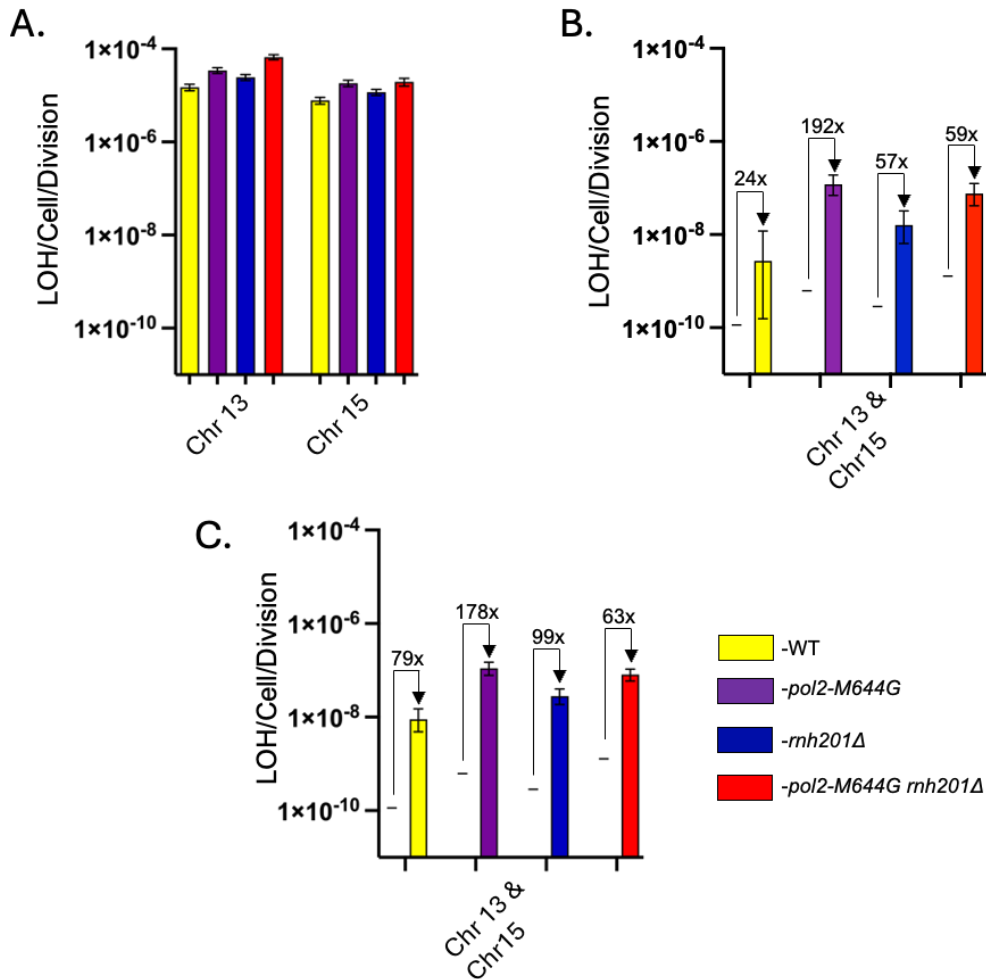 A.
1×10-4
1×10-6
1×10-8
1×10-10
LOH/Cell/Division
Chr 13
Chr 15
B.
1×10-4
1×10-6
1×10-8
1×10-10
LOH/Cell/Division
24x
192x
57x
59x
Chr 13 &
Chr15
C.
1×10-4
1×10-6
1×10-8
1×10-10
LOH/Cell/Division
79x
178x
99x
63x
Chr 13 &
Chr15
-WT
-pol2-M644G
-rnh201Δ
-pol2-M644G rnh201Δ